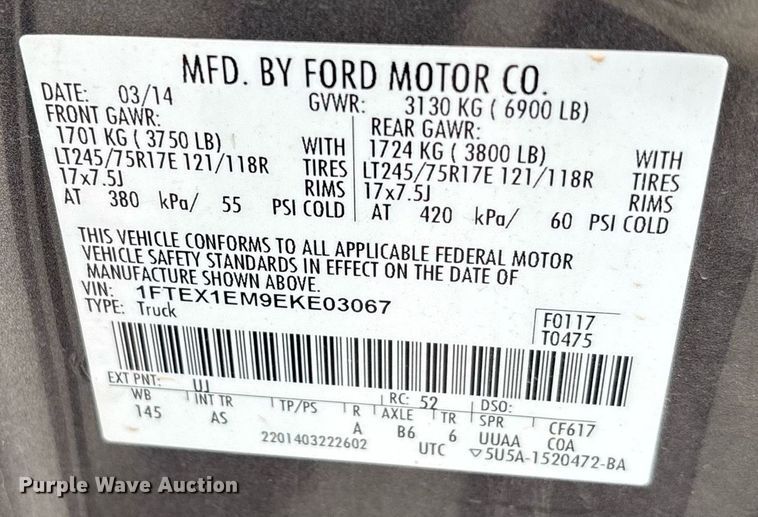 MFD. BY FORD MOTOR CO.
DATE: 03/14 GVWR: 3130 KG ( 6900 LB)
FRONT GAWR: REAR GAWR:
1701 KG ( 3750 LB) WITH 1724 KG ( 3800 LB) WITH
LT245/75R17E 121/118R TIRES LT245/75R17E 121/118R TIRES
17x7.5J RIMS 17x7.5J RIMS
AT 380 kPa/ 55 PSI COLD AT 420 kPa/ 60 PSI COLD
THIS VEHICLE CONFORMS TO ALL APPLICABLE FEDERAL MOTOR
VEHICLE SAFETY STANDARDS IN EFFECT ON THE DATE OF
MANUFACTURE SHOWN ABOVE.
VIN: 1FTEX1EM9EKE03067
TYPE: Truck
F0117
T0475
EXT PNT: UJ RC: 52 DSO:
WB INT TR TP/PS R AXLE TR SPR CF617
145 AS A B6 6 UUAA COA
2201403222602 UTC ▽5U5A-1520472-BA
Purple Wave Auction